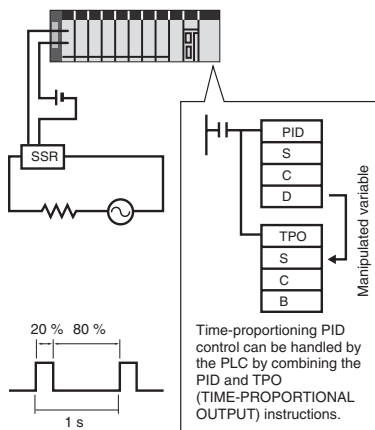 SSR
20 % 80 %
1 s
PID
S
C
D
TPO
S
C
B
Manipulated variable
Time-proportioning PID
control can be handled by
the PLC by combining the
PID and TPO
(TIME-PROPORTIONAL
OUTPUT) instructions.